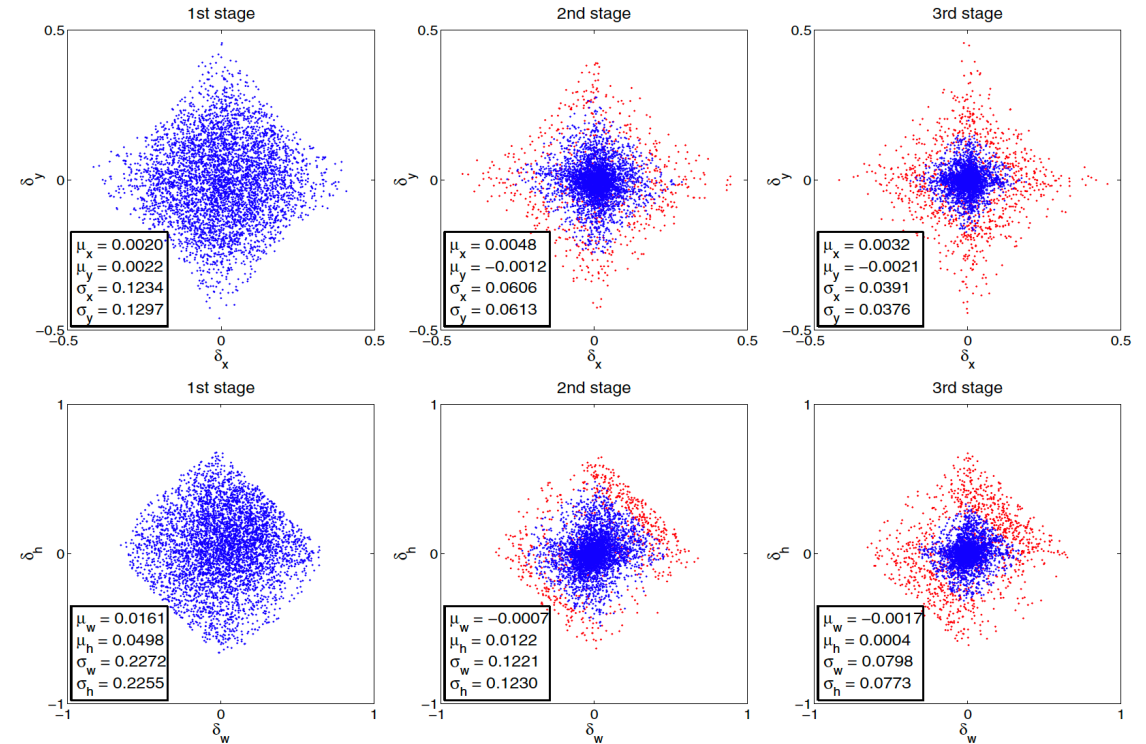 1st stage
2nd stage
3rd stage
0.5
0
−0.5
−0.5
0
0.5
δy
δx
μx = 0.0020
μy = 0.0022
σx = 0.1234
σy = 0.1297
0.5
0
−0.5
−0.5
0
0.5
δy
δx
μx = 0.0048
μy = −0.0012
σx = 0.0606
σy = 0.0613
0.5
0
−0.5
−0.5
0
0.5
δy
δx
μx = 0.0032
μy = −0.0021
σx = 0.0391
σy = 0.0376
1st stage
2nd stage
3rd stage
1
0
−1
−1
0
1
δh
δw
μw = 0.0161
μh = 0.0498
σw = 0.2272
σh = 0.2255
1
0
−1
−1
0
1
δh
δw
μw = −0.0007
μh = 0.0122
σw = 0.1221
σh = 0.1230
1
0
−1
−1
0
1
δh
δw
μw = −0.0017
μh = 0.0004
σw = 0.0798
σh = 0.0773